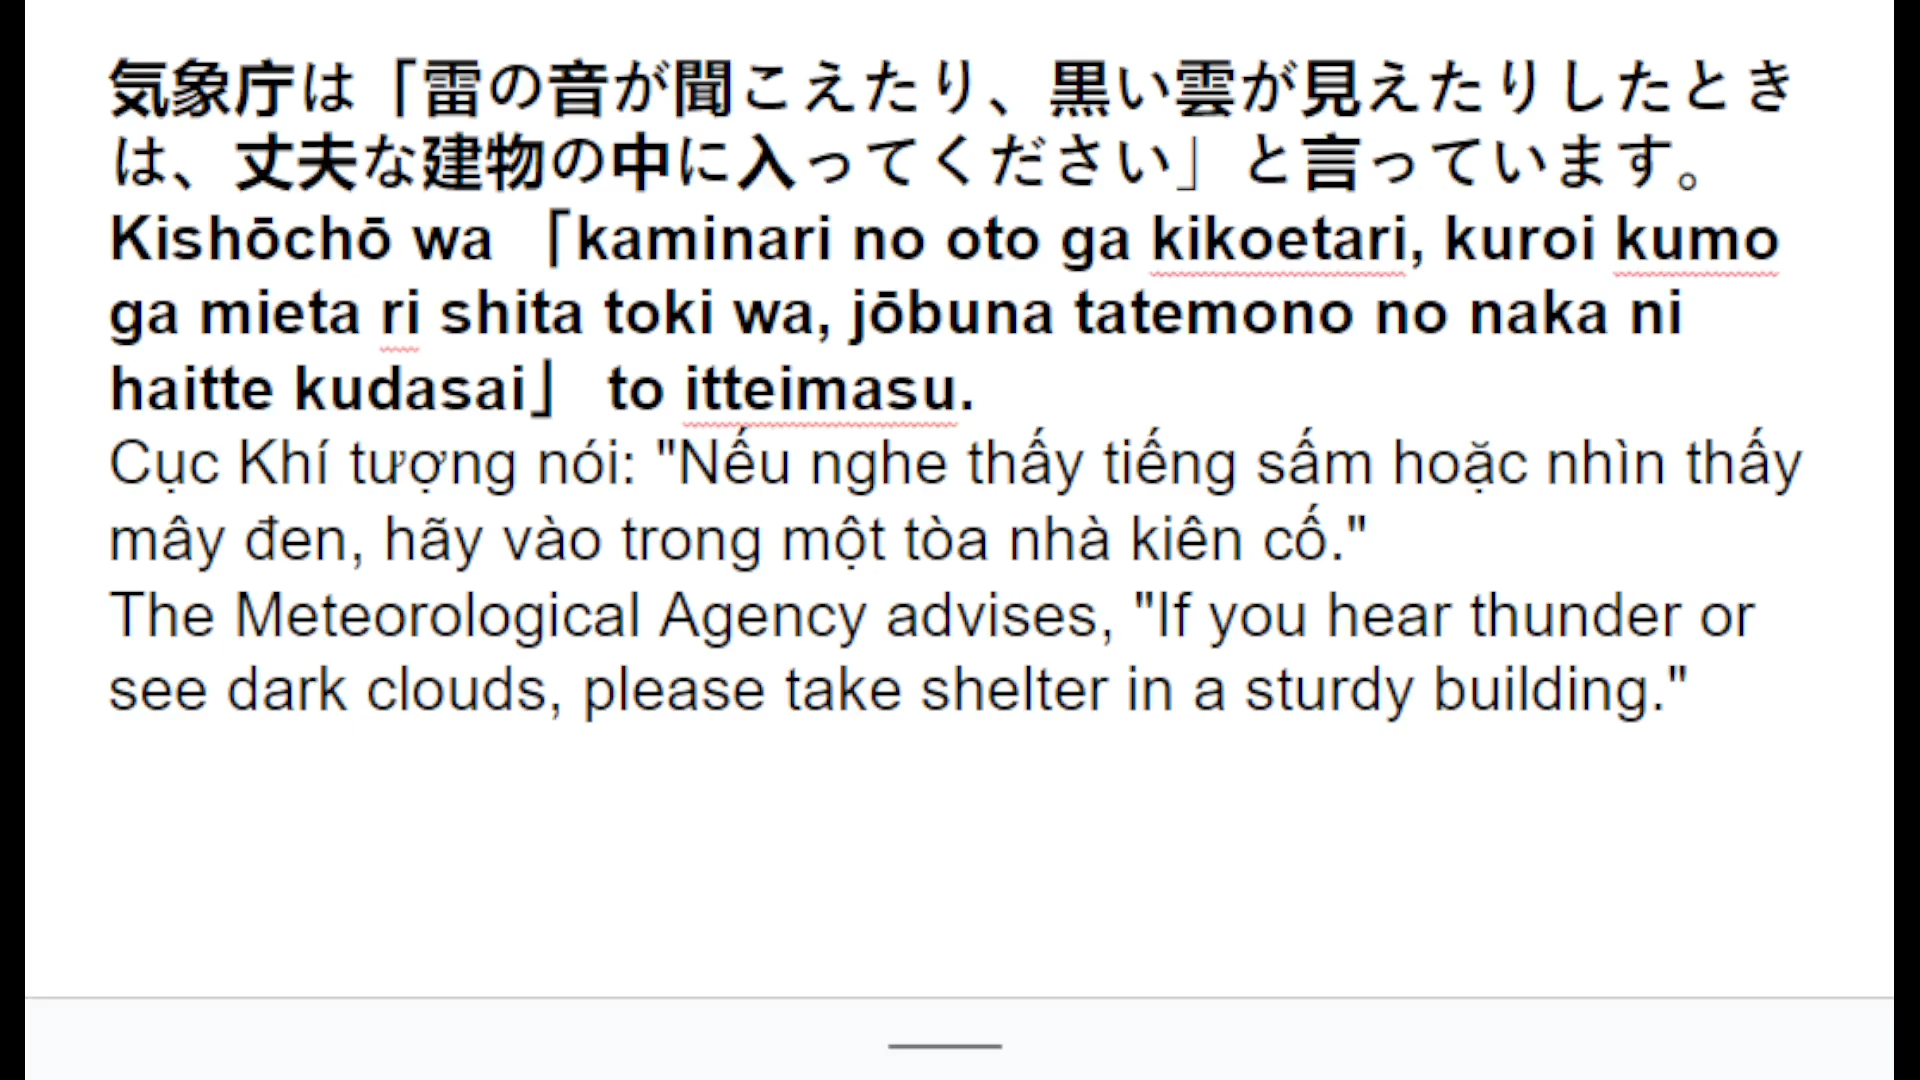 気象庁は「雷の音が聞こえたり、黒い雲が見えたりしたとき
は、丈夫な建物の中に入ってください」と言っています。
Kishōchō wa 「kaminari no oto ga kikoetari, kuroi kumo
ga mieta ri shita toki wa, jōbuna tatemono no naka ni
haitte kudasai」 to itteimasu.
Cục Khí tượng nói: "Nếu nghe thấy tiếng sấm hoặc nhìn thấy
mây đen, hãy vào trong một tòa nhà kiên cố."
The Meteorological Agency advises, "If you hear thunder or
see dark clouds, please take shelter in a sturdy building."